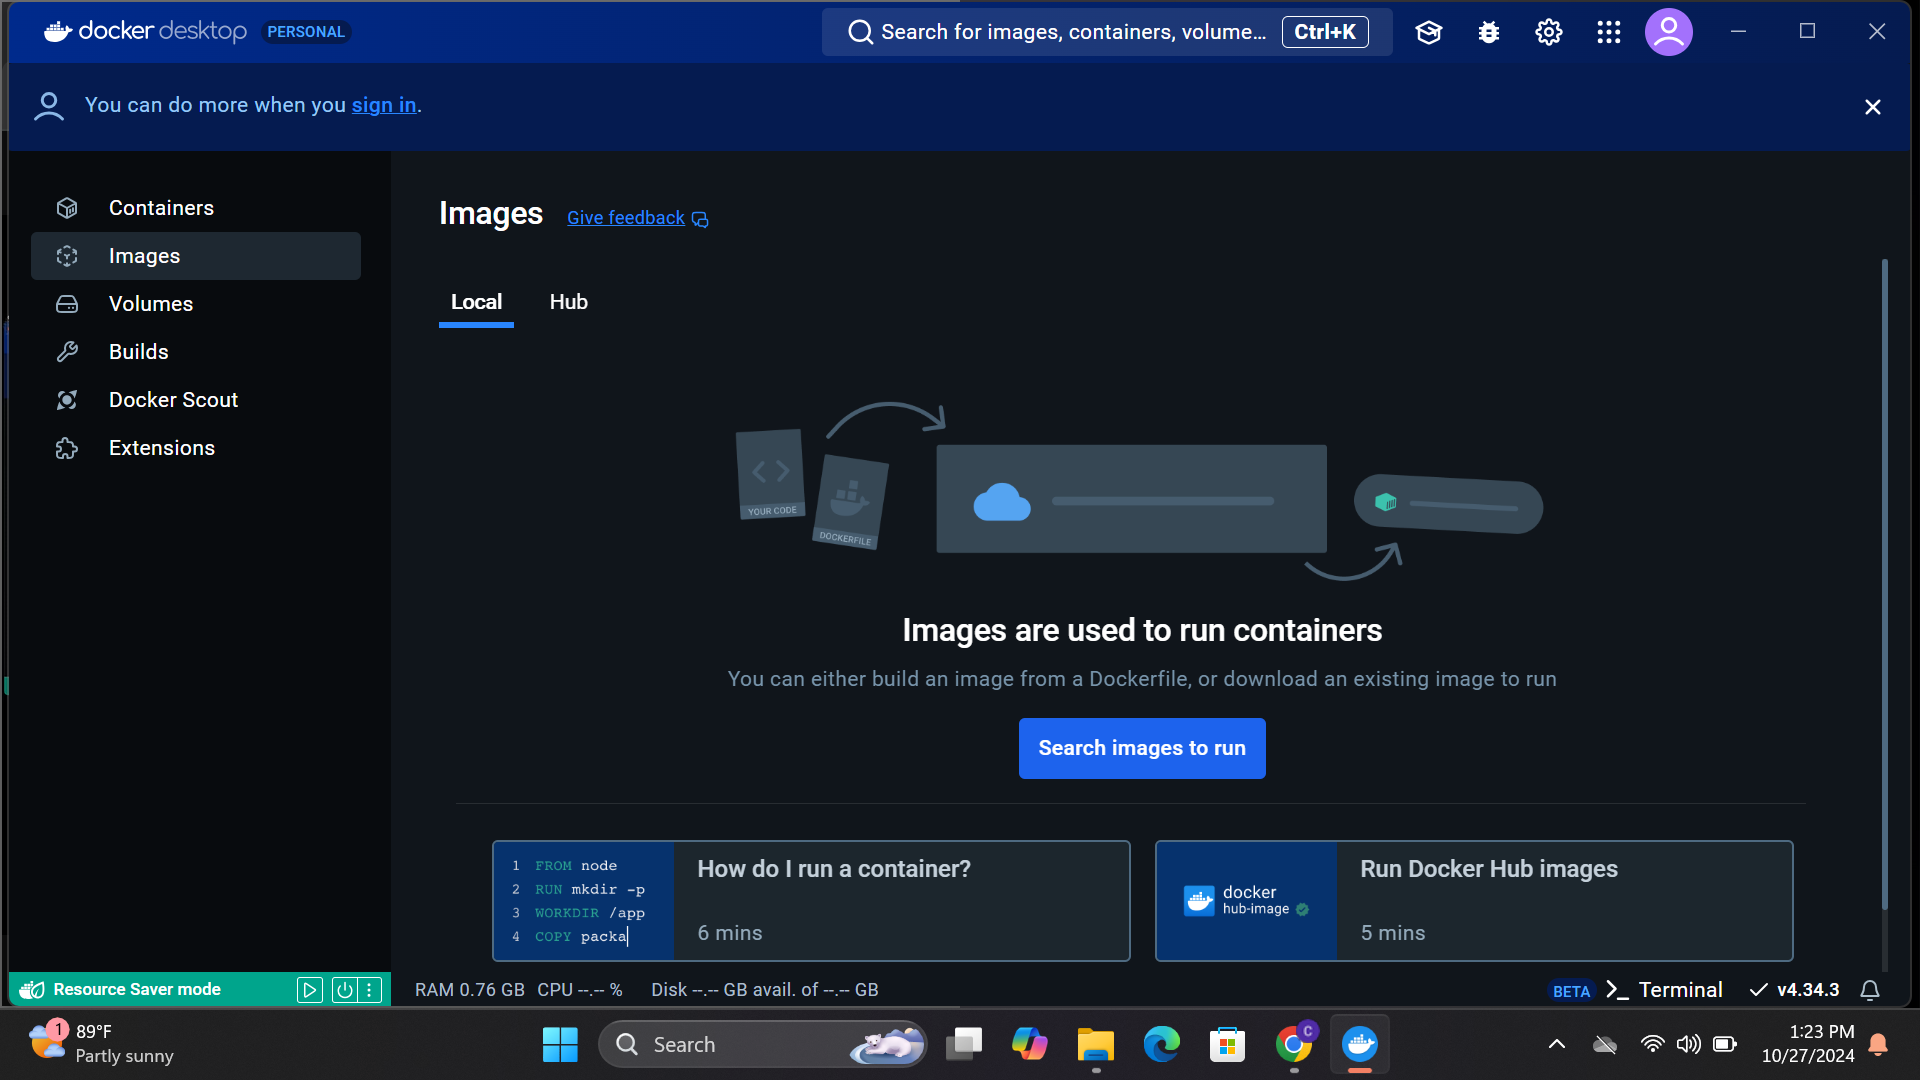 docker desktop PERSONAL
Search for images, containers, volume... Ctrl+K
You can do more when you sign in.
Containers
Images
Volumes
Builds
Docker Scout
Extensions
Images Give feedback
Local Hub
YOUR CODE
DOCKERFILE
Images are used to run containers
You can either build an image from a Dockerfile, or download an existing image to run
Search images to run
1 FROM node
2 RUN mkdir -p
3 WORKDIR /app
4 COPY packa
How do I run a container?
6 mins
docker
hub-image
Run Docker Hub images
5 mins
Resource Saver mode
RAM 0.76 GB CPU --.-- % Disk --.-- GB avail. of --.-- GB
BETA >_ Terminal v4.34.3
1
89°F
Partly sunny
Search
C
1:23 PM
10/27/2024